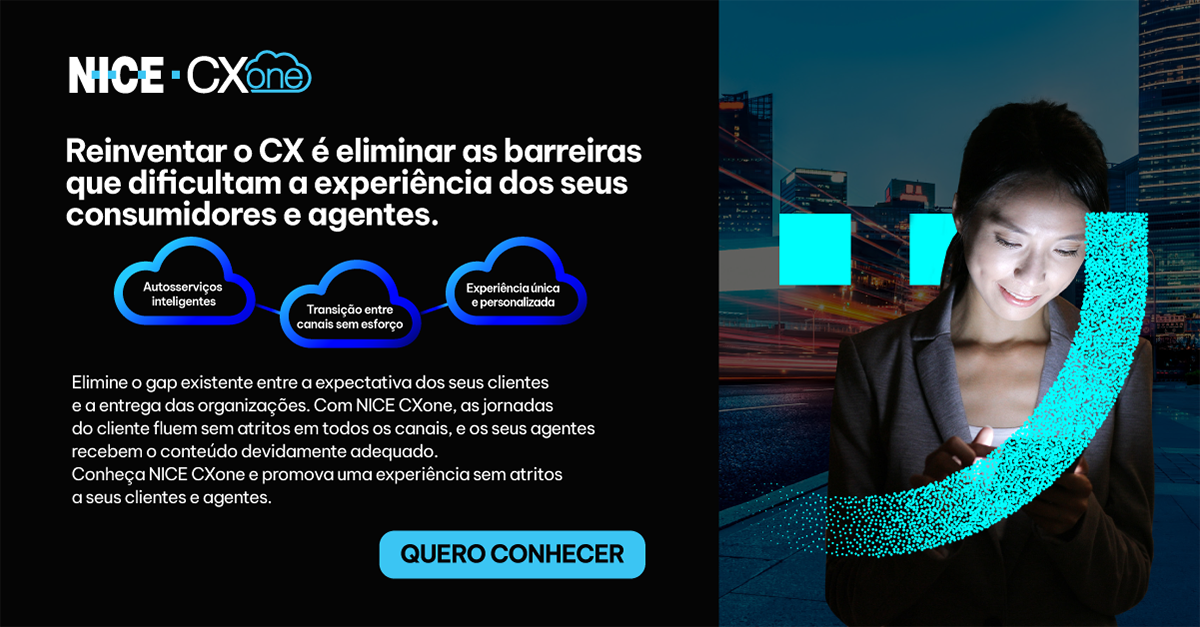 NICE · CXone
Reinventar o CX é eliminar as barreiras
que dificultam a experiência dos seus
consumidores e agentes.
Autosserviços
inteligentes
Transição entre
canais sem esforço
Experiência única
e personalizada
Elimine o gap existente entre a expectativa dos seus clientes
e a entrega das organizações. Com NICE CXone, as jornadas
do cliente fluem sem atritos em todos os canais, e os seus agentes
recebem o conteúdo devidamente adequado.
Conheça NICE CXone e promova uma experiência sem atritos
a seus clientes e agentes.
QUERO CONHECER